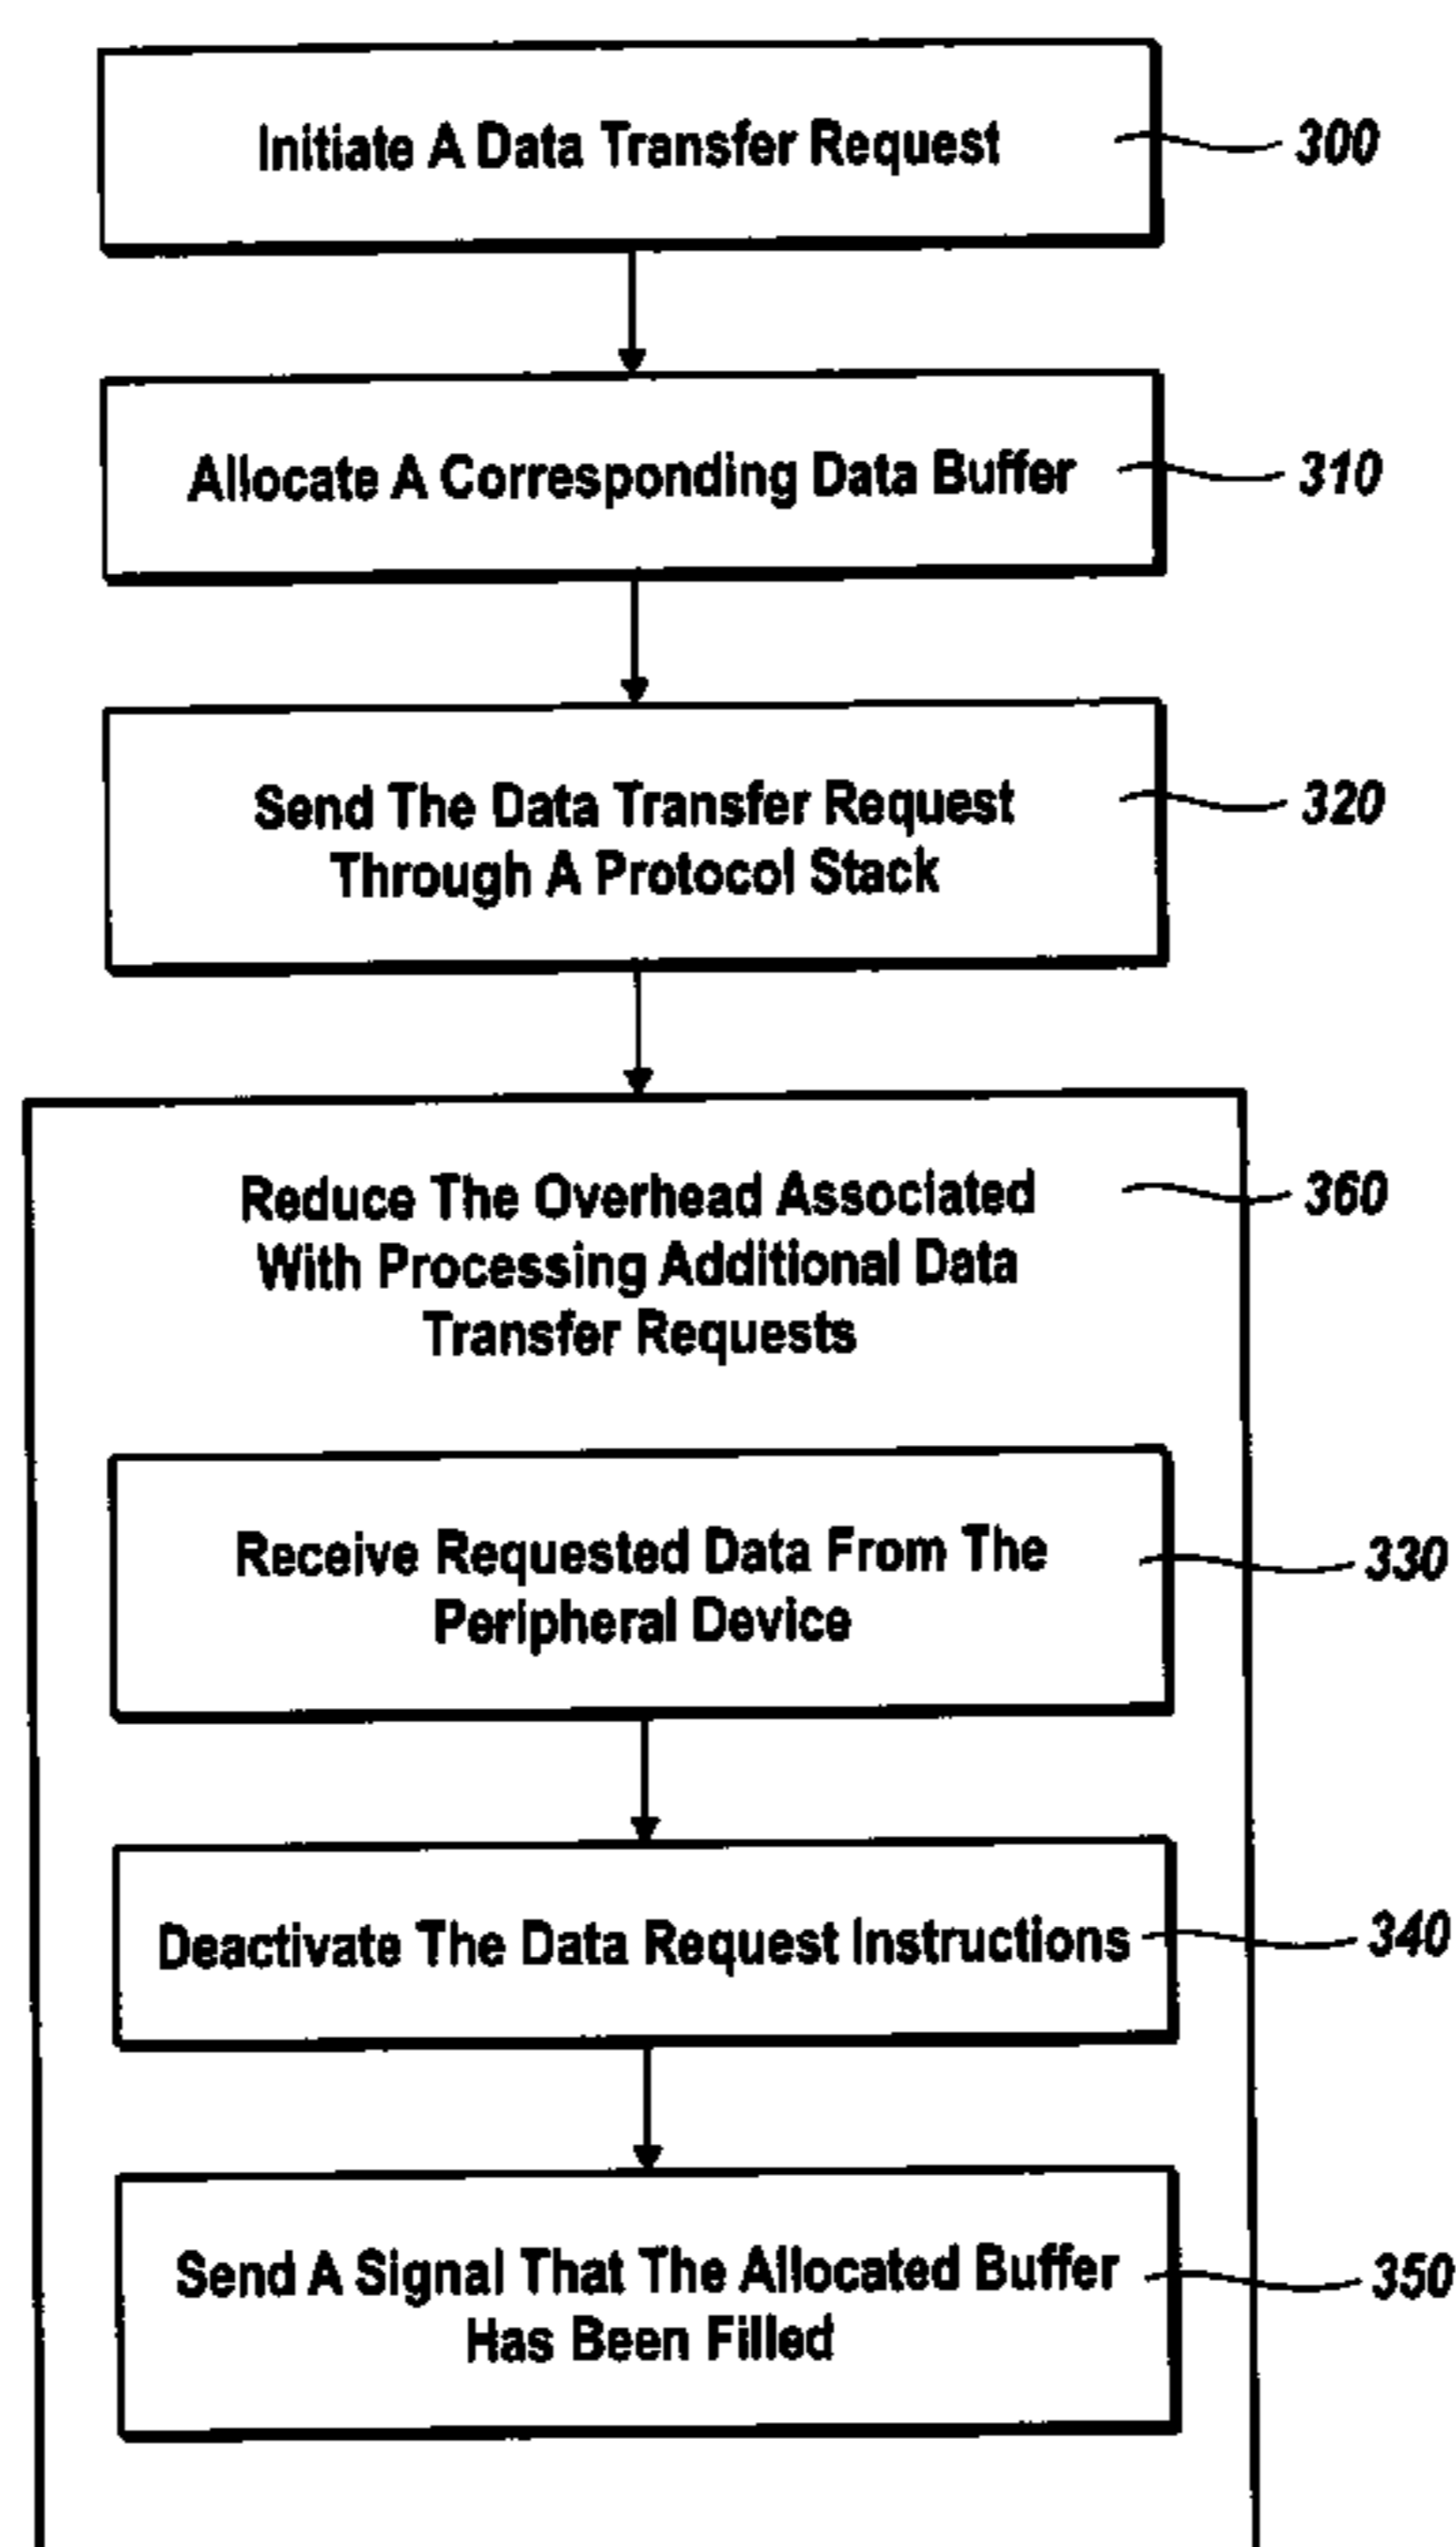 Initiate A Data Transfer Request
300
Allocate A Corresponding Data Buffer
310
Send The Data Transfer Request
Through A Protocol Stack
320
Reduce The Overhead Associated
With Processing Additional Data
Transfer Requests
360
Receive Requested Data From The
Peripheral Device
330
Deactivate The Data Request Instructions
340
Send A Signal That The Allocated Buffer
Has Been Filled
350